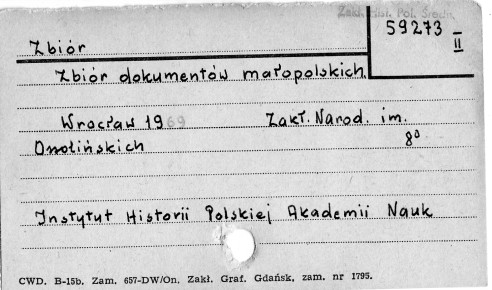 Zakł. Hist. Pol. Średn.
59273
II
Zbiór
Zbiór dokumentów małopolskich.
Wrocław 1969 Zakł. Narod. im.
Ossolińskich 8º
Instytut Historii Polskiej Akademii Nauk
CWD. B-15b. Zam. 657-DW/On. Zakł. Graf. Gdańsk, zam. nr 1795.